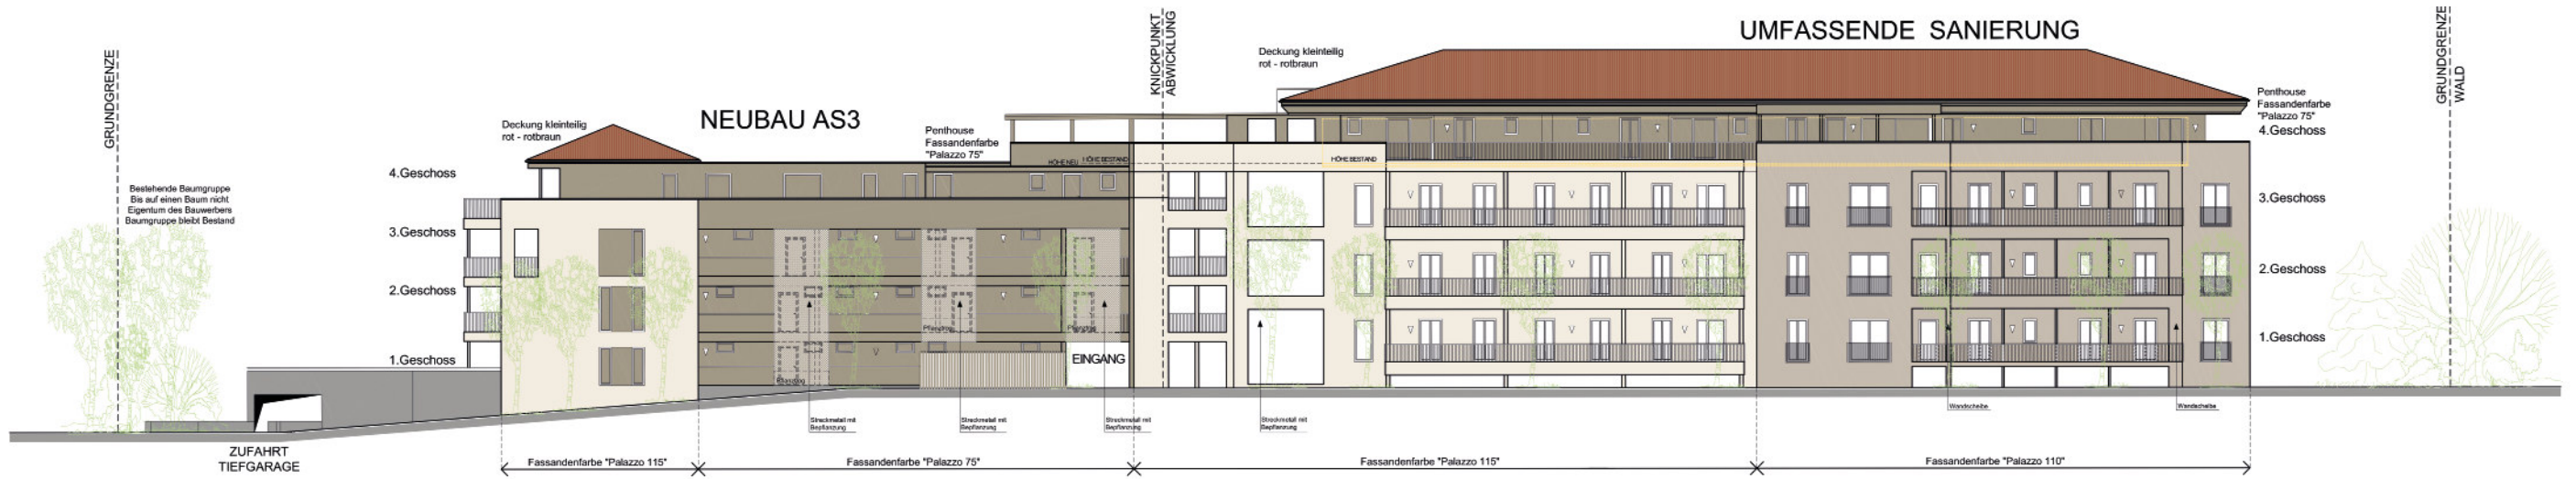 GRUNDGRENZE
KNICKPUNKT
ABWICKLUNG
UMFASSENDE SANIERUNG
GRUNDGRENZE
WALD
Deckung kleinteilig
rot - rotbraun
NEUBAU AS3
Deckung kleinteilig
rot - rotbraun
Penthouse
Fassandenfarbe
"Palazzo 75"
Penthouse
Fassandenfarbe
"Palazzo 75"
4.Geschoss
3.Geschoss
2.Geschoss
1.Geschoss
HÖHE NEU
HÖHE BESTAND
HÖHE BESTAND
Bestehende Baumgruppe
Bis auf einen Baum nicht
Eigentum des Bauwerbers
Baumgruppe bleibt Bestand
4.Geschoss
3.Geschoss
2.Geschoss
1.Geschoss
Pflanztrog
Pflanztrog
Pflanztrog
EINGANG
Streckmetall mit
Bepflanzung
Streckmetall mit
Bepflanzung
Streckmetall mit
Bepflanzung
Streckmetall mit
Bepflanzung
Wandscheibe
Wandscheibe
ZUFAHRT
TIEFGARAGE
Fassandenfarbe "Palazzo 115"
Fassandenfarbe "Palazzo 75"
Fassandenfarbe "Palazzo 115"
Fassandenfarbe "Palazzo 110"